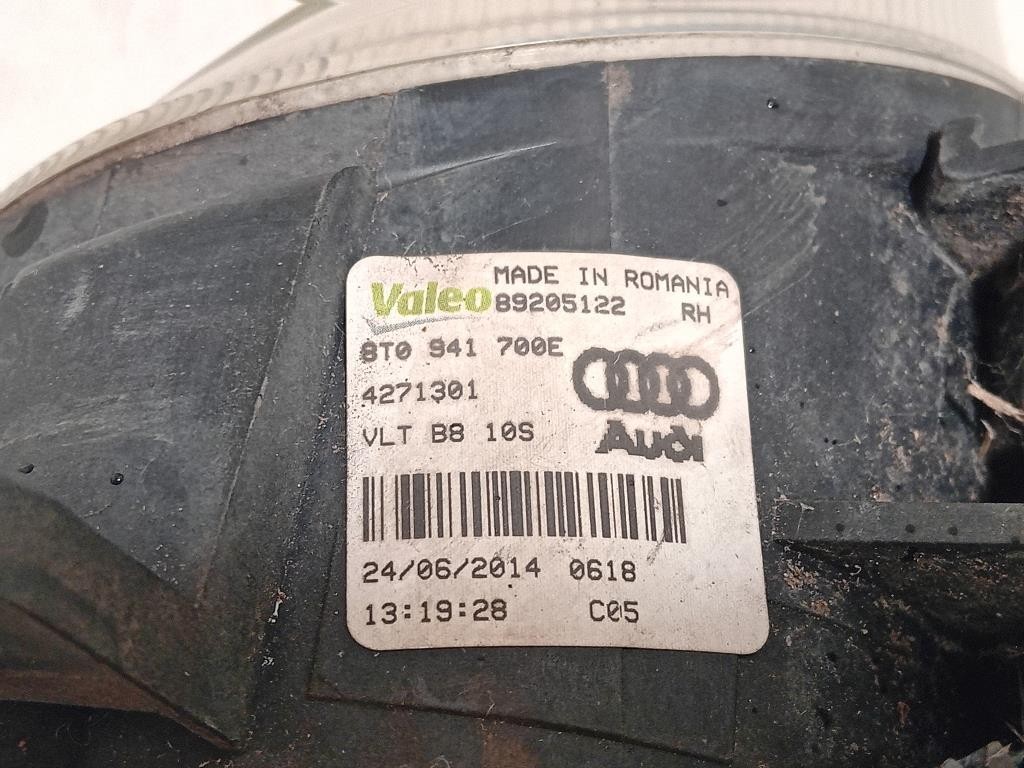 MADE IN ROMANIA
Valeo 89205122 RH
8T0 941 700E
4271301
VLT B8 10S
Audi
24/06/2014 0618
13:19:28 C05